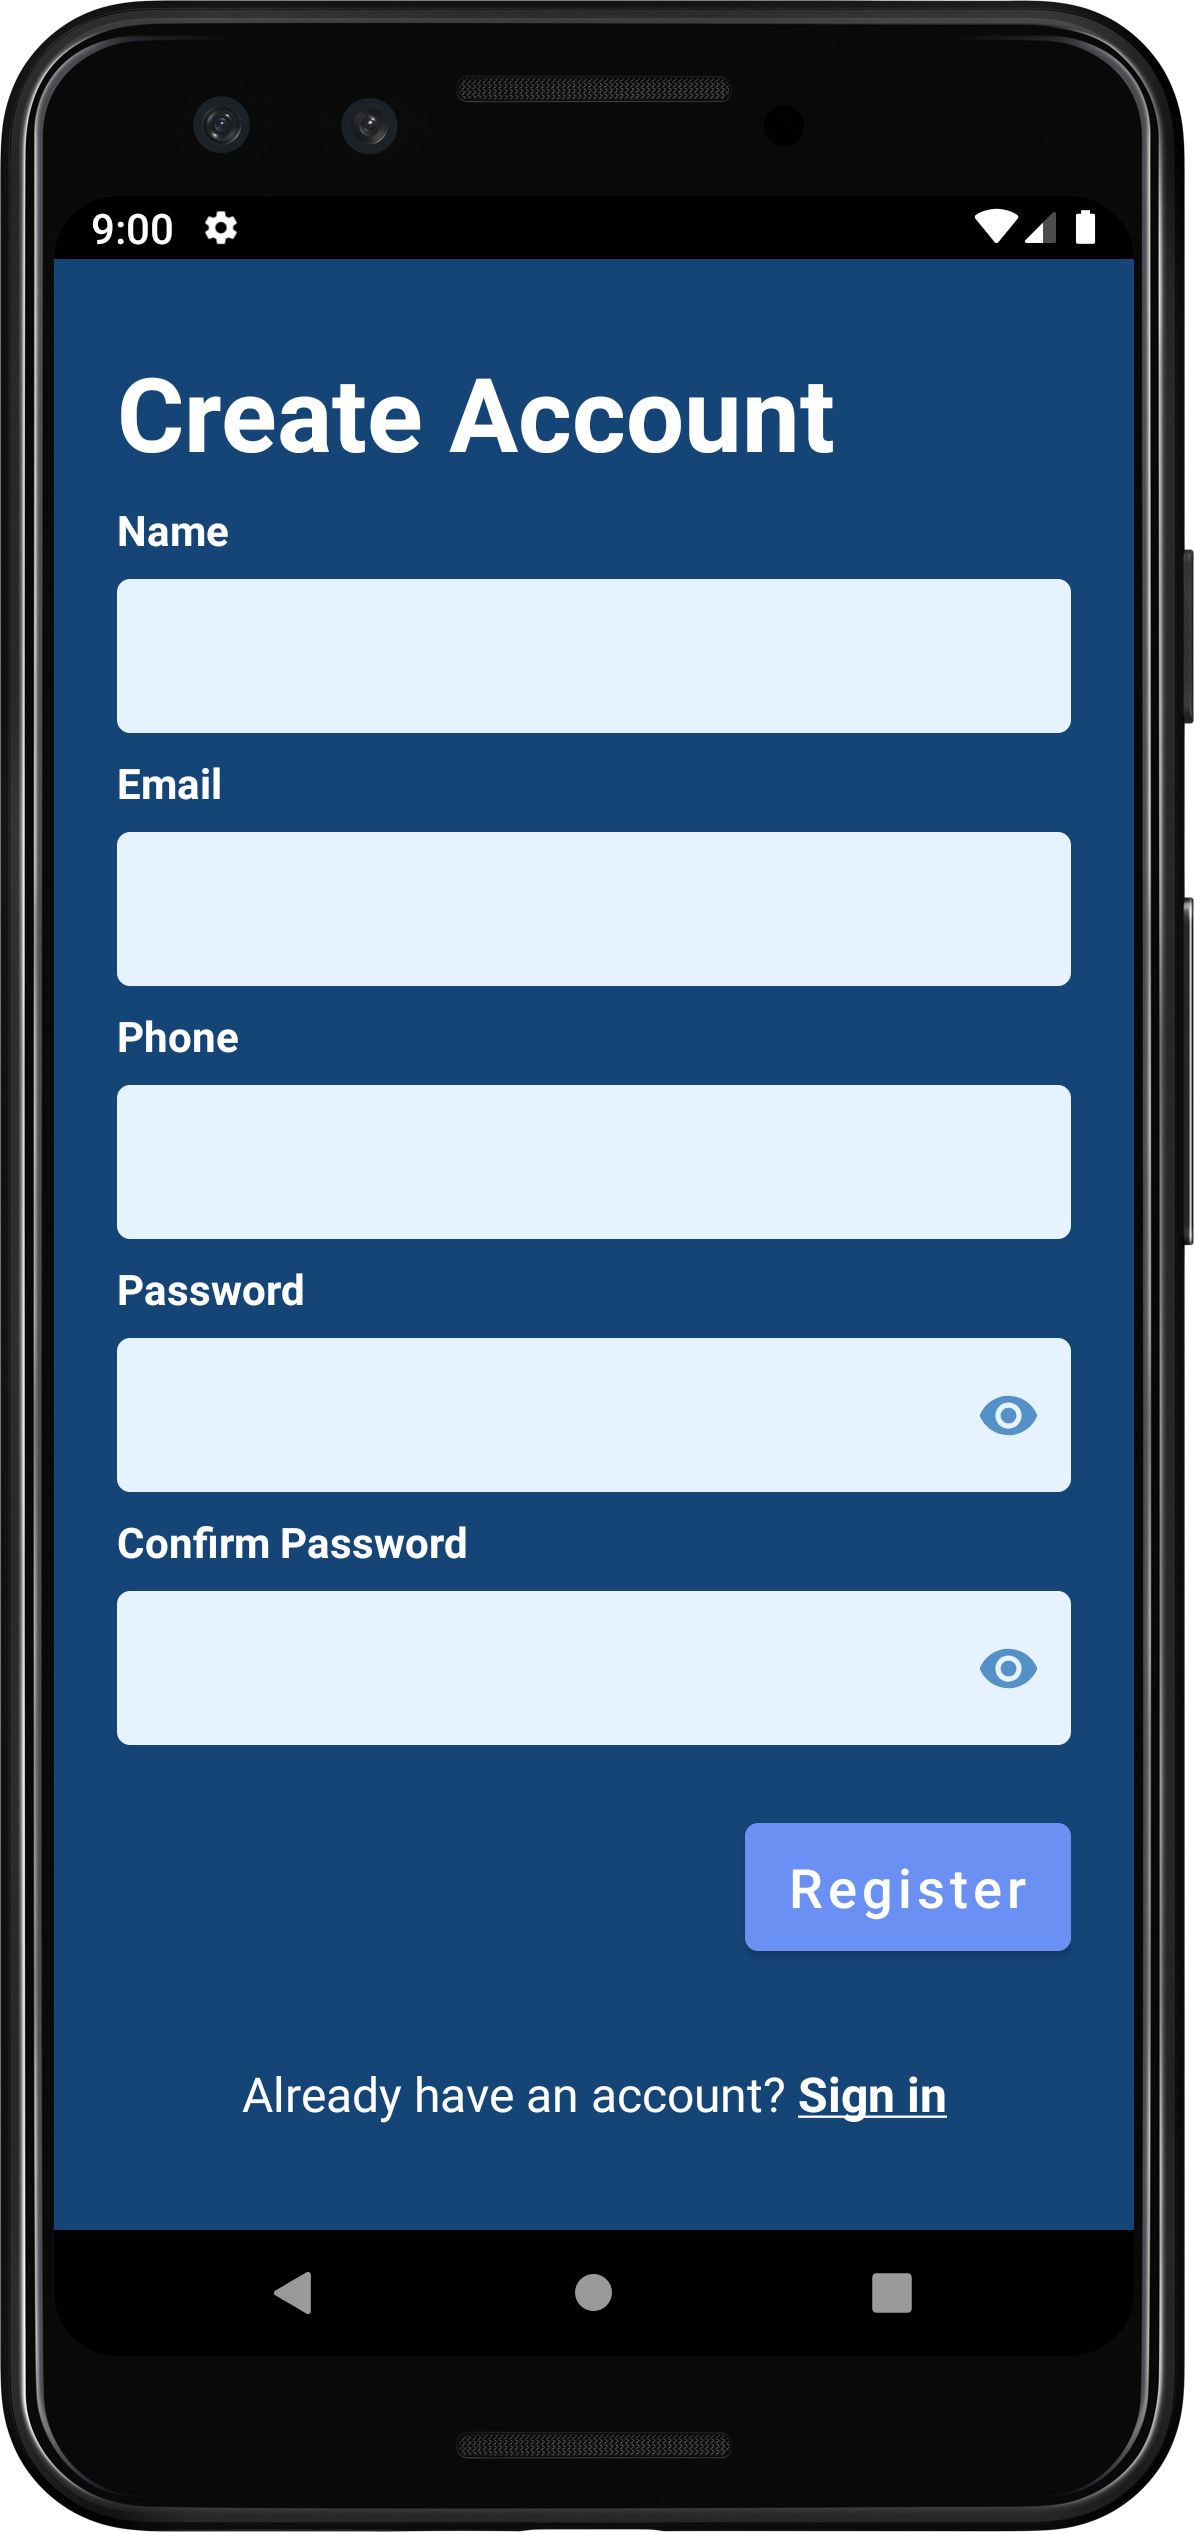 9:00
Create Account
Name
Email
Phone
Password
Confirm Password
Register
Already have an account? Sign in